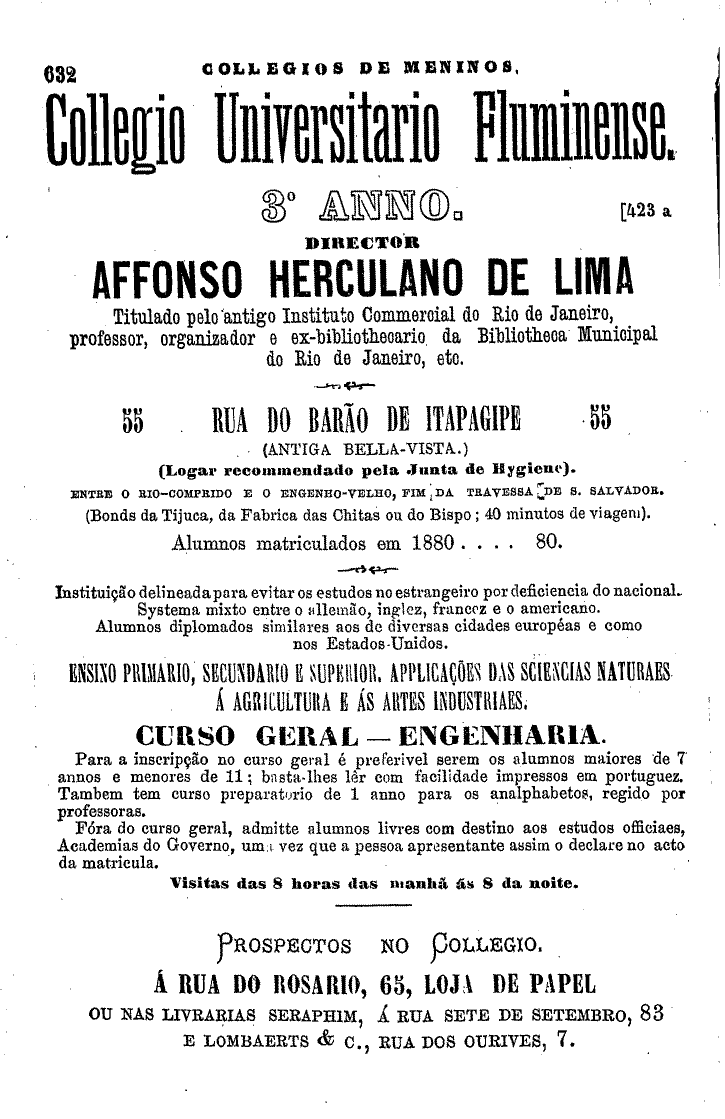 632 COLLEGIOS DE MENINOS.
Collegio Universitario Fluminense.
3º ANNO. [423 a
DIRECTOR
AFFONSO HERCULANO DE LIMA
Titulado pelo antigo Instituto Commercial do Rio de Janeiro,
professor, organizador e ex-bibliothecario da Bibliotheca Municipal
do Rio de Janeiro, etc.
55 RUA DO BARÃO DE ITAPAGIPE 55
(ANTIGA BELLA-VISTA.)
(Logar recommendado pela Junta de Hygiene).
ENTRE O RIO-COMPRIDO E O ENGENHO-VELHO, FIM DA TRAVESSA DE S. SALVADOR.
(Bonds da Tijuca, da Fabrica das Chitas ou do Bispo; 40 minutos de viagem).
Alumnos matriculados em 1880 . . . . 80.
Instituição delineada para evitar os estudos no estrangeiro por deficiencia do nacional.
Systema mixto entre o allemão, inglez, francez e o americano.
Alumnos diplomados similares aos de diversas cidades européas e como
nos Estados-Unidos.
ENSINO PRIMARIO, SECUNDARIO E SUPERIOR. APPLICAÇÕES DAS SCIENCIAS NATURAES
Á AGRICULTURA E ÁS ARTES INDUSTRIAES.
CURSO GERAL — ENGENHARIA.
Para a inscripção no curso geral é preferivel serem os alumnos maiores de 7
annos e menores de 11; basta-lhes lêr com facilidade impressos em portuguez.
Tambem tem curso preparatorio de 1 anno para os analphabetos, regido por
professoras.
Fóra do curso geral, admitte alumnos livres com destino aos estudos officiaes,
Academias do Governo, uma vez que a pessoa apresentante assim o declare no acto
da matricula.
Visitas das 8 horas das manhã ás 8 da noite.
PROSPECTOS NO COLLEGIO.
Á RUA DO ROSARIO, 65, LOJA DE PAPEL
OU NAS LIVRARIAS SERAPHIM, Á RUA SETE DE SETEMBRO, 83
E LOMBAERTS & C., RUA DOS OURIVES, 7.